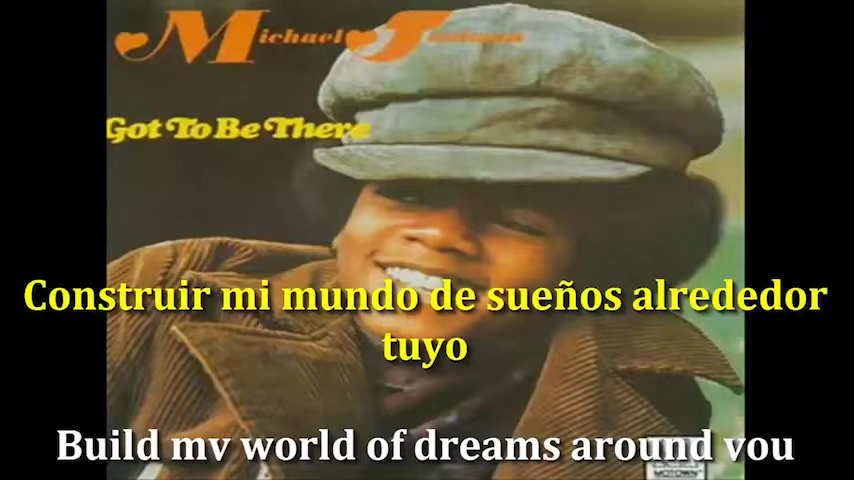 Michael Jackson
Got To Be There
Construir mi mundo de sueños alrededor
tuyo
Build my world of dreams around you
MOTOWN